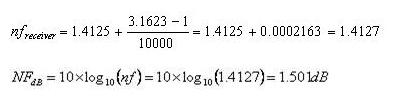 nf_receiver = 1.4125 + (3.1623 − 1)/10000 = 1.4125 + 0.0002163 = 1.4127
NF_dB = 10×log₁₀(nf) = 10×log₁₀(1.4127) = 1.501dB